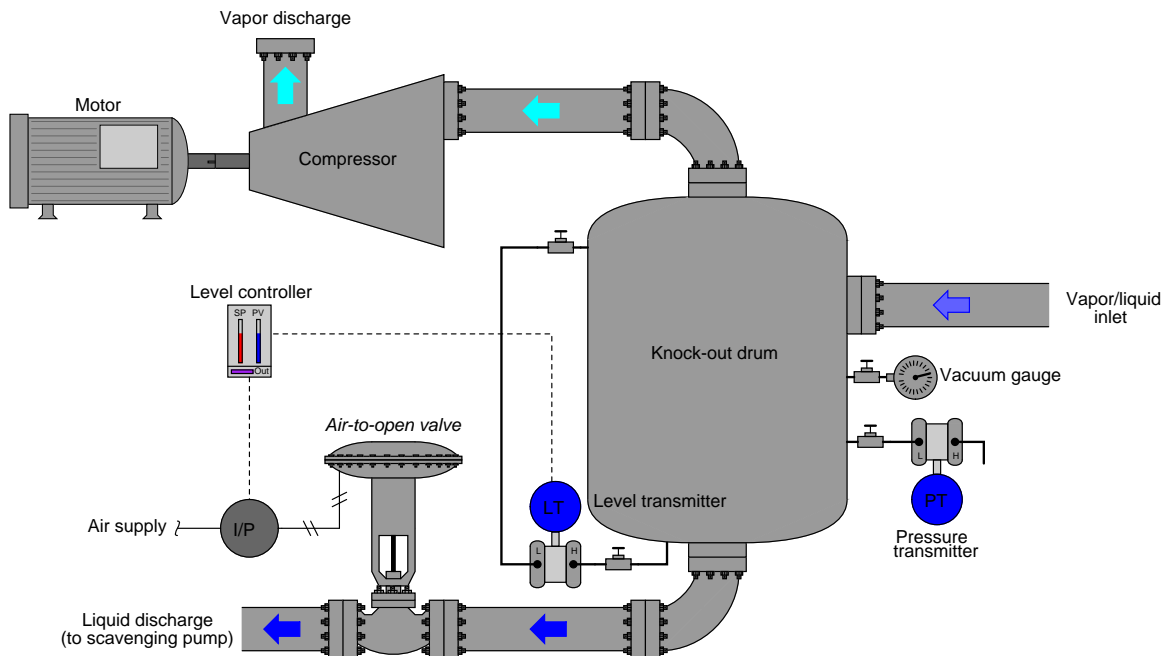 Vapor discharge
Motor
Compressor
Level controller
SP PV
Out
Vapor/liquid
inlet
Knock-out drum
Vacuum gauge
Air-to-open valve
L H
PT
Pressure
transmitter
LT
Level transmitter
L H
Air supply
I/P
Liquid discharge
(to scavenging pump)